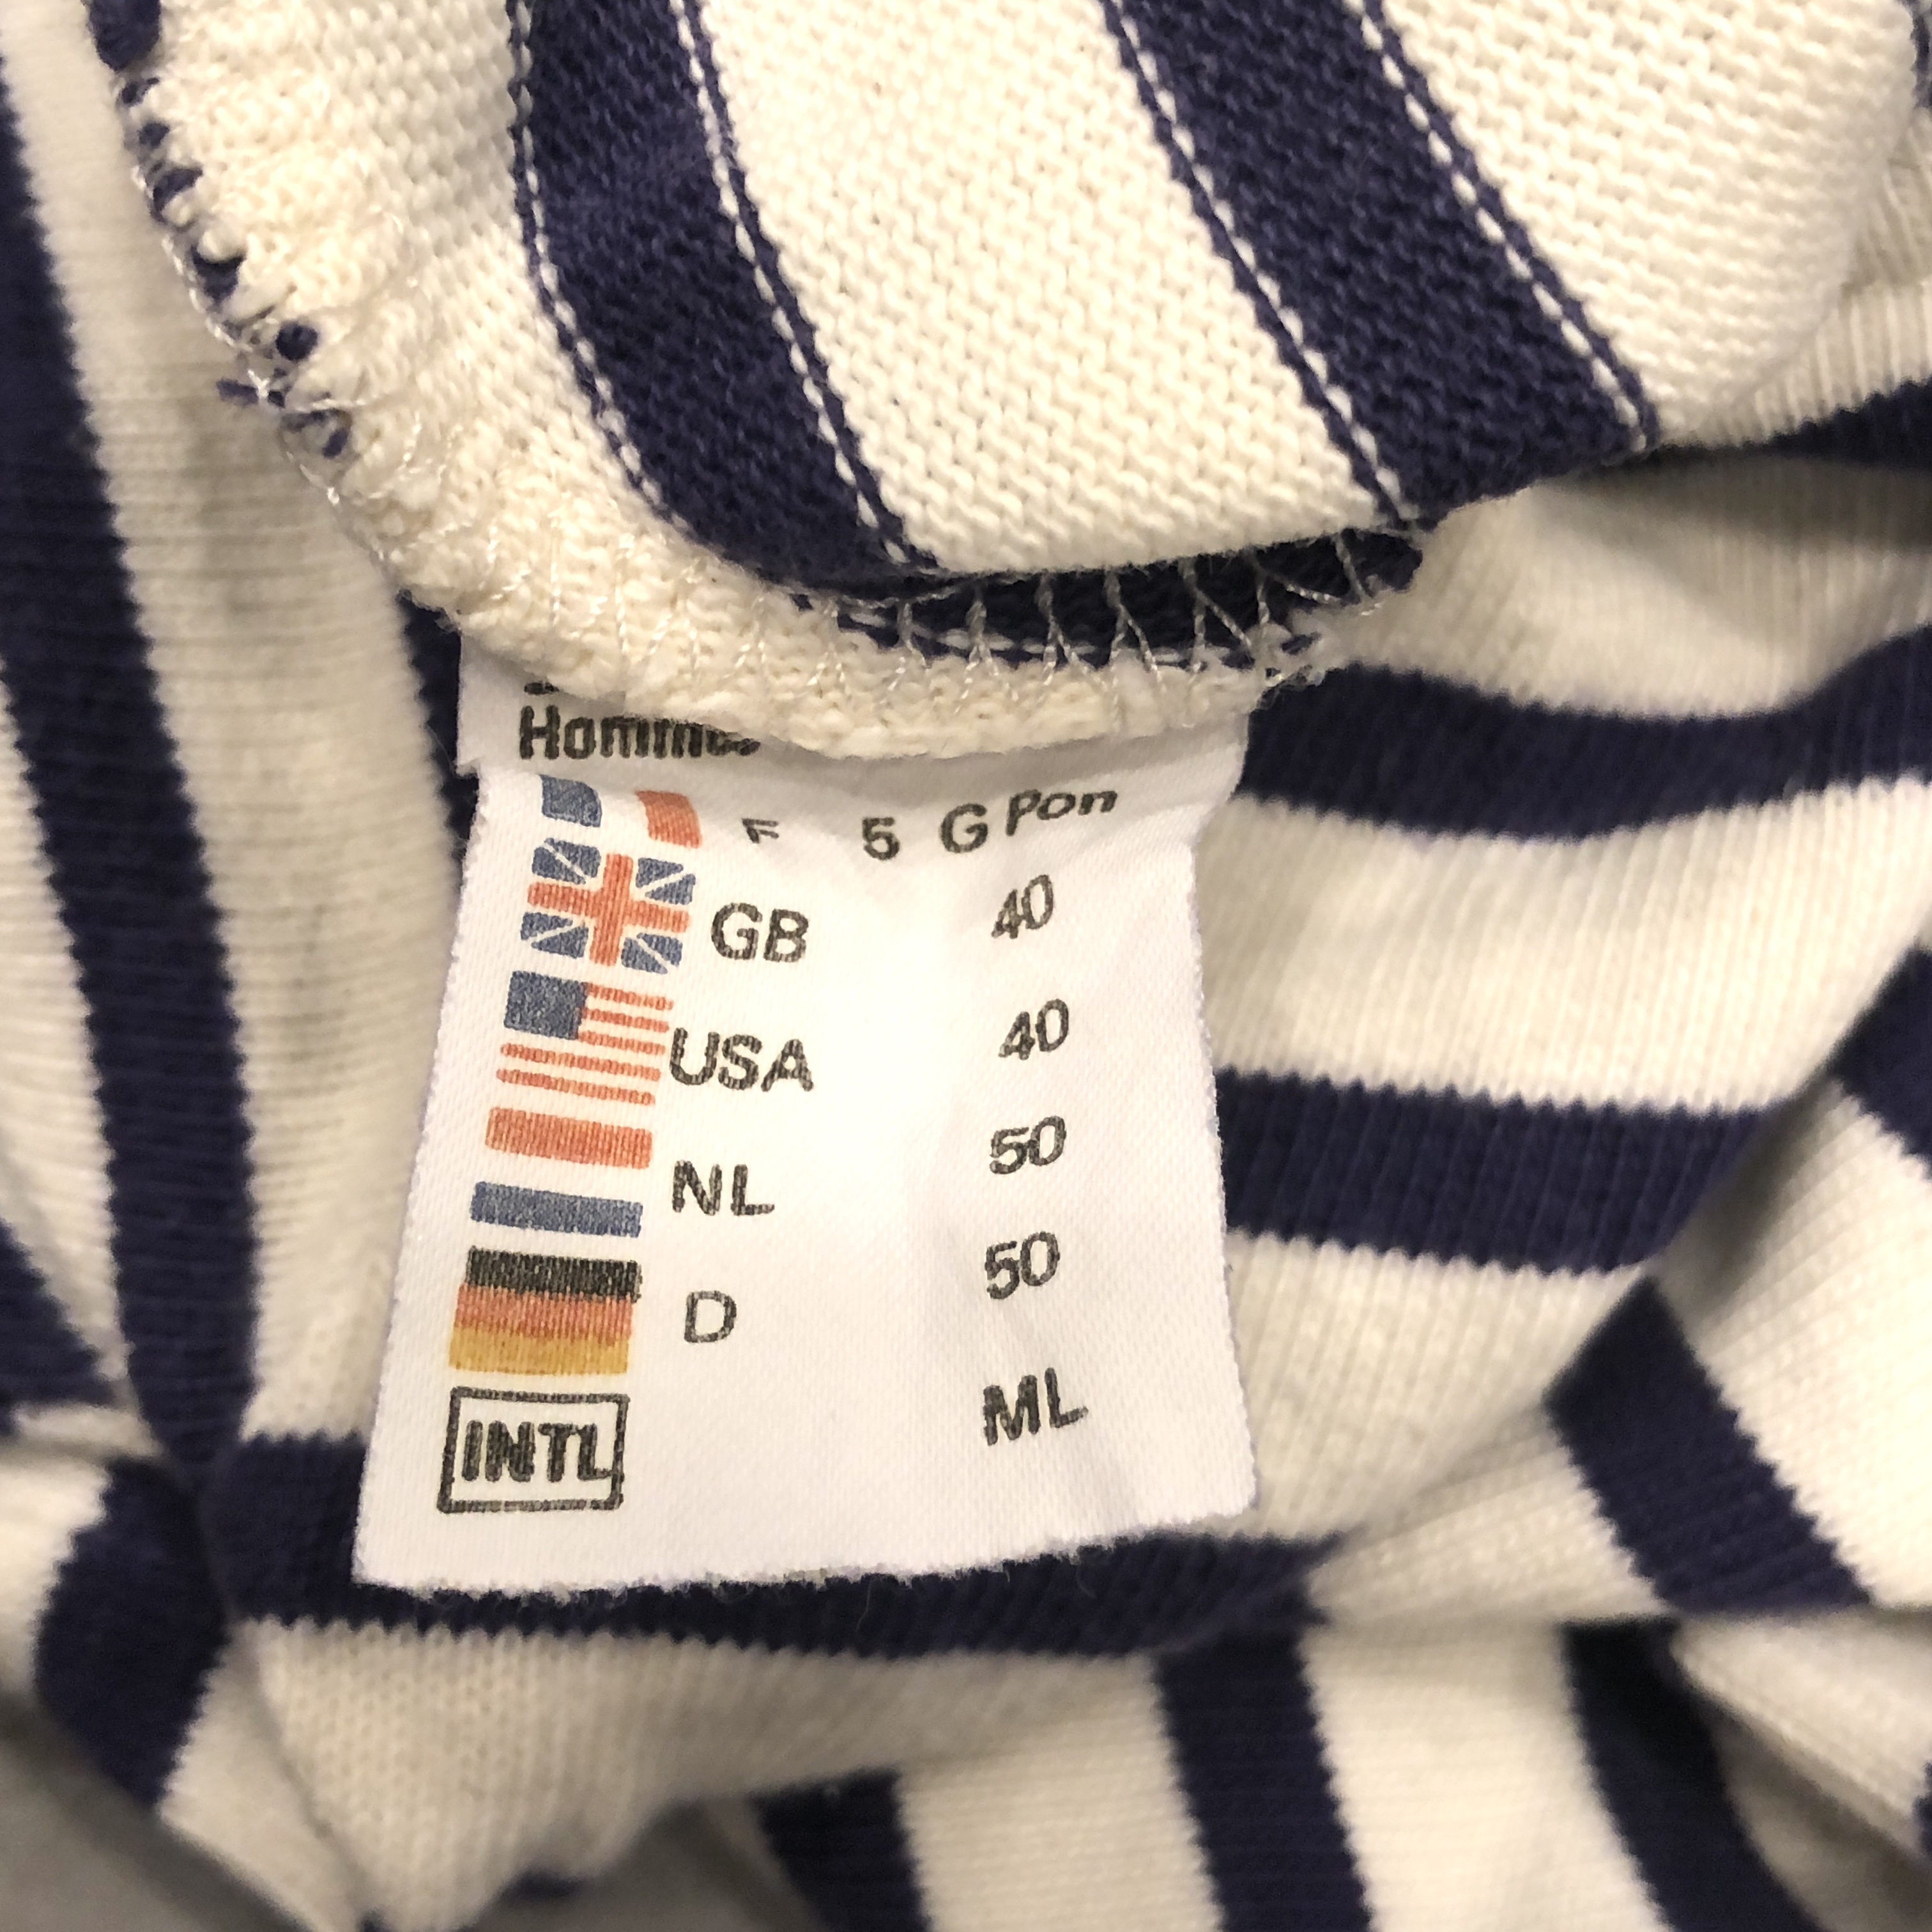 Homme
F 5 G Pon
GB 40
USA 40
NL 50
D 50
INTL ML